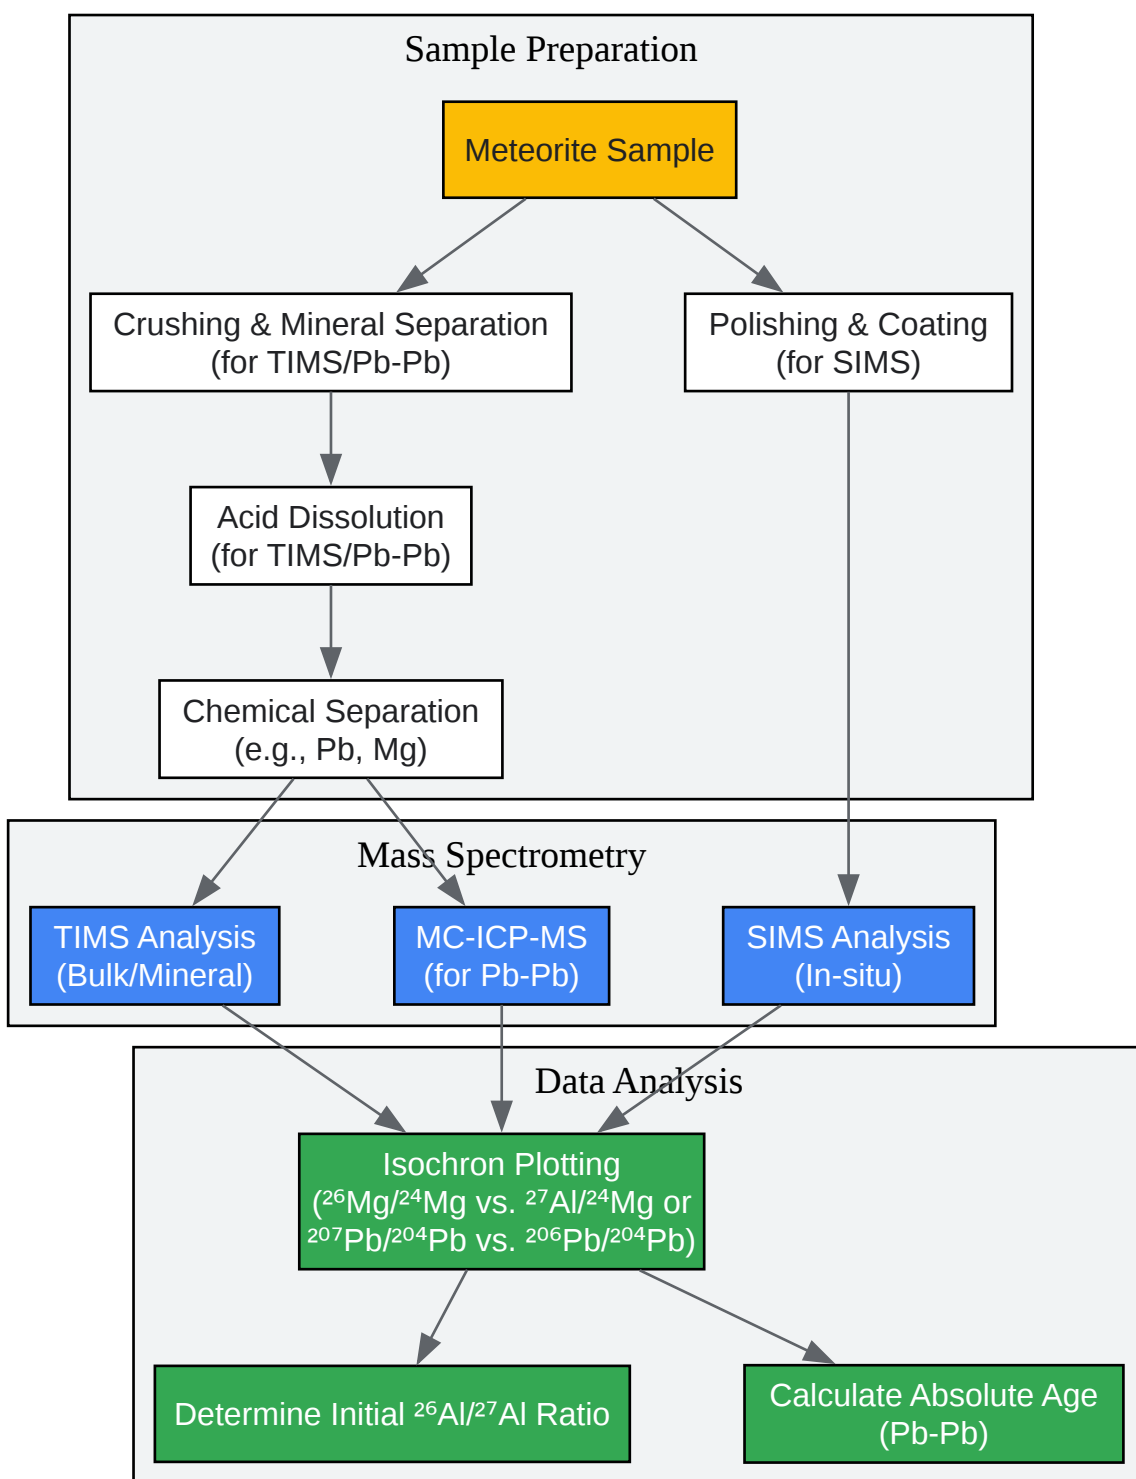 Sample Preparation
Meteorite Sample
Crushing & Mineral Separation
(for TIMS/Pb-Pb)
Polishing & Coating
(for SIMS)
Acid Dissolution
(for TIMS/Pb-Pb)
Chemical Separation
(e.g., Pb, Mg)
Mass Spectrometry
TIMS Analysis
(Bulk/Mineral)
MC-ICP-MS
(for Pb-Pb)
SIMS Analysis
(In-situ)
Data Analysis
Isochron Plotting
(²⁶Mg/²⁴Mg vs. ²⁷Al/²⁴Mg or
²⁰⁷Pb/²⁰⁴Pb vs. ²⁰⁶Pb/²⁰⁴Pb)
Determine Initial ²⁶Al/²⁷Al Ratio
Calculate Absolute Age
(Pb-Pb)